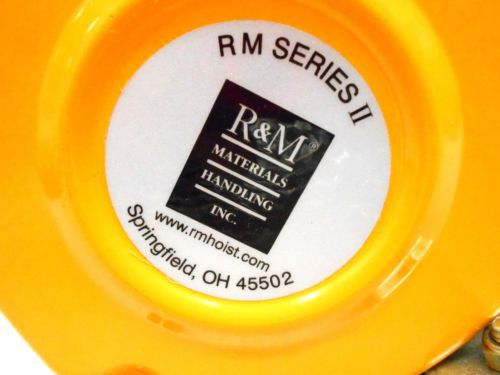 RM SERIES II
R&M®
MATERIALS
HANDLING
INC.
www.rmhoist.com
Springfield, OH 45502